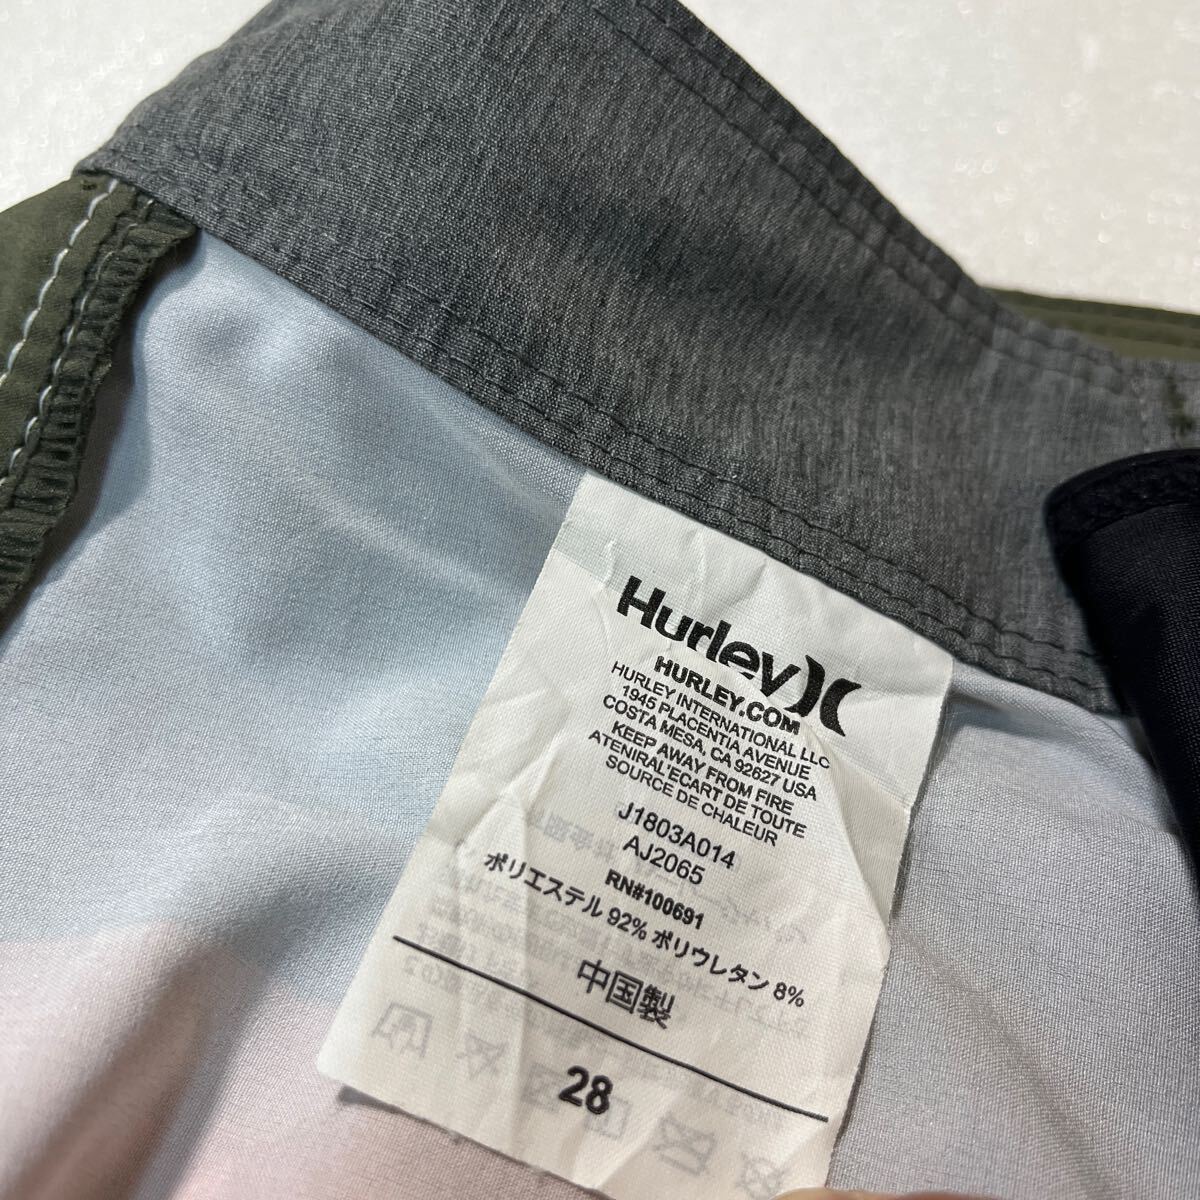 Hurley
HURLEY.COM
HURLEY INTERNATIONAL LLC
1945 PLACENTIA AVENUE
COSTA MESA, CA 92627 USA
KEEP AWAY FROM FIRE
ATENIRAL'ECART DE TOUTE
SOURCE DE CHALEUR
J1803A014
AJ2065
RN#100691
ポリエステル 92% ポリウレタン 8%
中国製
28